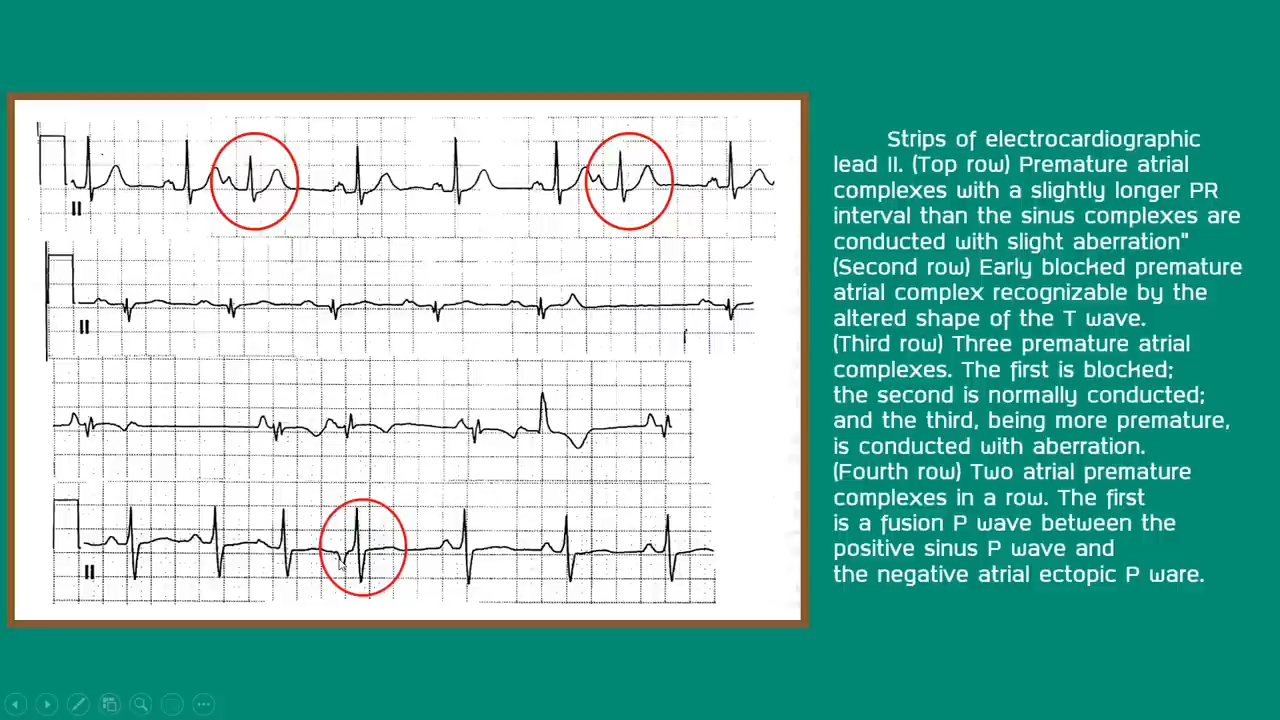 Strips of electrocardiographic
lead II. (Top row) Premature atrial
complexes with a slightly longer PR
interval than the sinus complexes are
conducted with slight aberration"
(Second row) Early blocked premature
atrial complex recognizable by the
altered shape of the T wave.
(Third row) Three premature atrial
complexes. The first is blocked;
the second is normally conducted;
and the third, being more premature,
is conducted with aberration.
(Fourth row) Two atrial premature
complexes in a row. The first
is a fusion P wave between the
positive sinus P wave and
the negative atrial ectopic P ware.
II
II
II